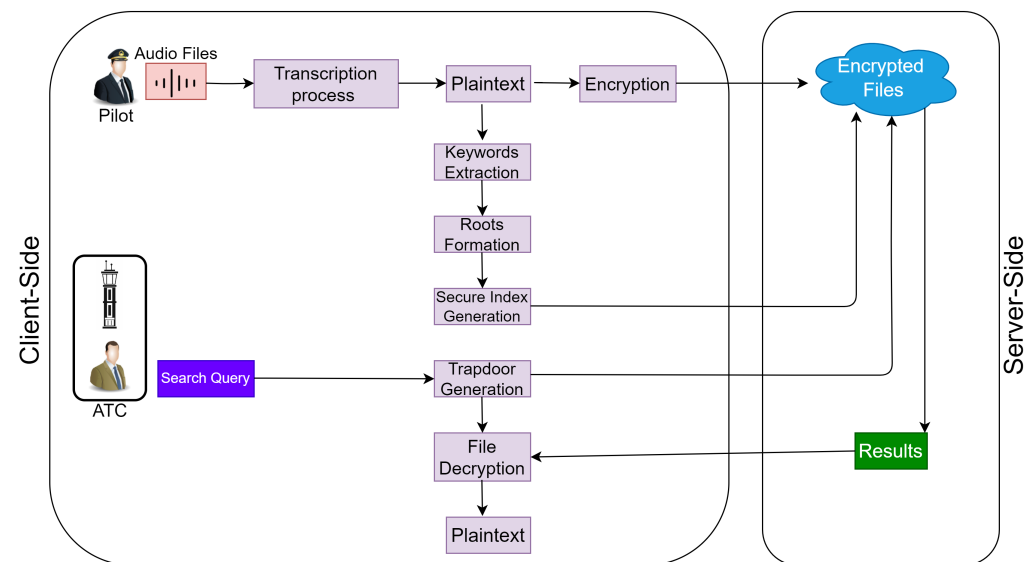 Audio Files
Pilot
Transcription
process
Plaintext
Encryption
Encrypted
Files
Keywords
Extraction
Roots
Formation
Secure Index
Generation
Client-Side
Server-Side
ATC
Search Query
Trapdoor
Generation
File
Decryption
Results
Plaintext